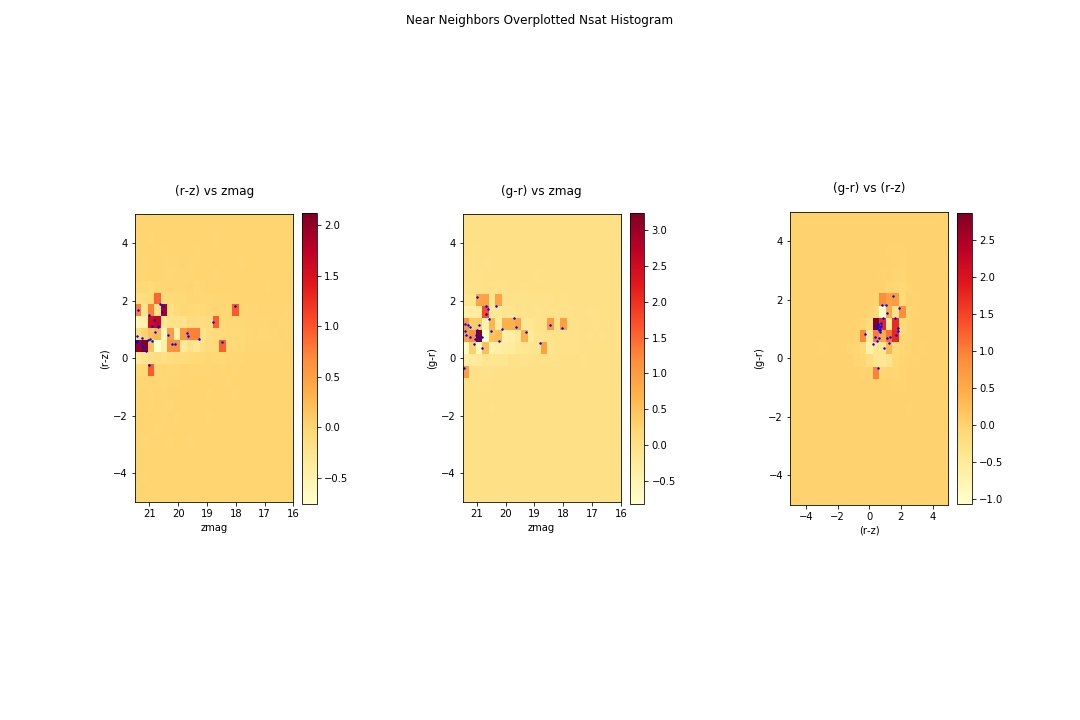 Near Neighbors Overplotted Nsat Histogram
(r-z) vs zmag
(r-z)
4
2
0
−2
−4
21 20 19 18 17 16
zmag
2.0
1.5
1.0
0.5
0.0
−0.5
(g-r) vs zmag
(g-r)
4
2
0
−2
−4
21 20 19 18 17 16
zmag
3.0
2.5
2.0
1.5
1.0
0.5
0.0
−0.5
(g-r) vs (r-z)
(g-r)
4
2
0
−2
−4
−4 −2 0 2 4
(r-z)
2.5
2.0
1.5
1.0
0.5
0.0
−0.5
−1.0